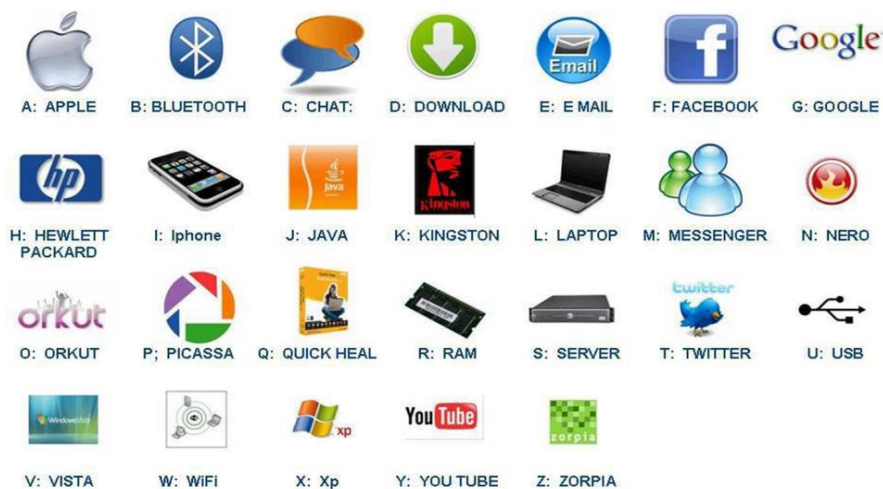 Email
Google
A: APPLE
B: BLUETOOTH
C: CHAT:
D: DOWNLOAD
E: E MAIL
F: FACEBOOK
G: GOOGLE
hp
Java
Kingston
H: HEWLETT
PACKARD
I: Iphone
J: JAVA
K: KINGSTON
L: LAPTOP
M: MESSENGER
N: NERO
orkut
twitter
O: ORKUT
P; PICASSA
Q: QUICK HEAL
R: RAM
S: SERVER
T: TWITTER
U: USB
WindowsVista
xp
YouTube
zorpia
V: VISTA
W: WiFi
X: Xp
Y: YOU TUBE
Z: ZORPIA